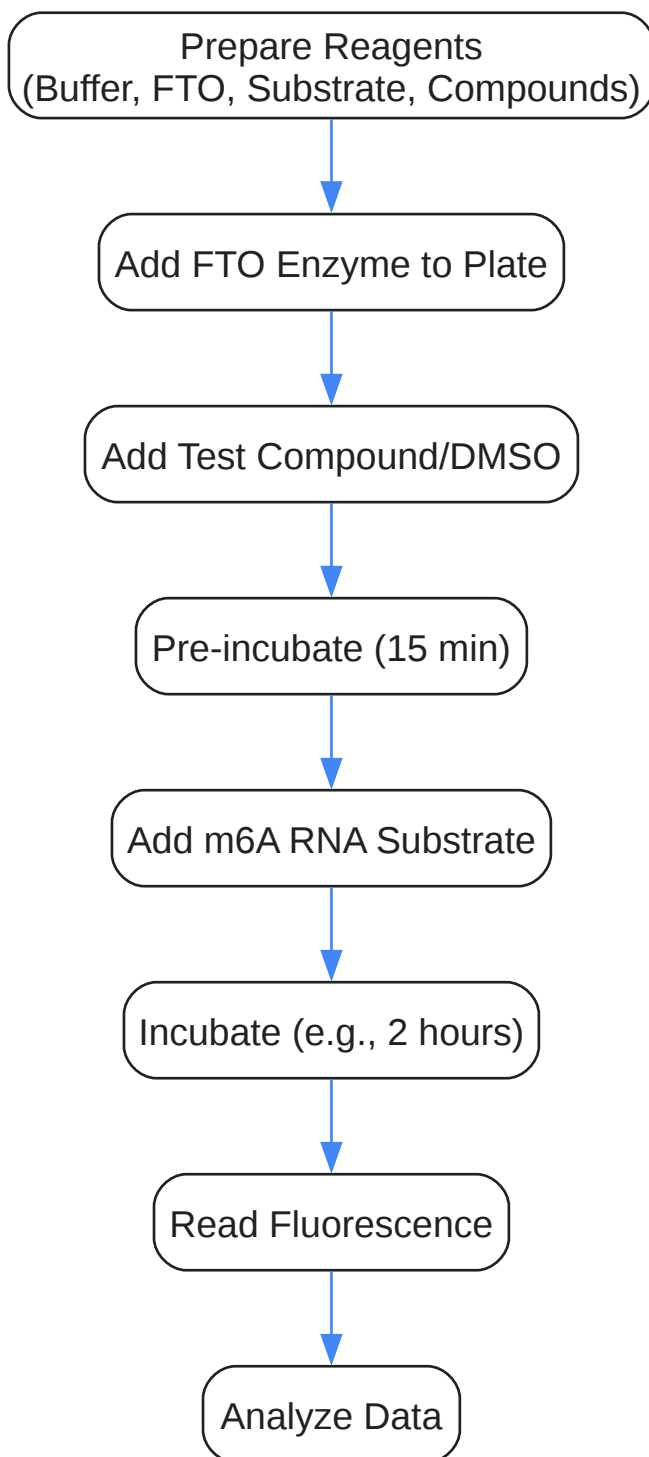 Prepare Reagents
(Buffer, FTO, Substrate, Compounds)
Add FTO Enzyme to Plate
Add Test Compound/DMSO
Pre-incubate (15 min)
Add m6A RNA Substrate
Incubate (e.g., 2 hours)
Read Fluorescence
Analyze Data